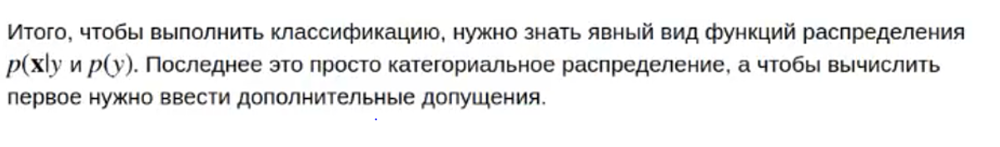 Итого, чтобы выполнить классификацию, нужно знать явный вид функций распределения
p(x|y и p(y). Последнее это просто категориальное распределение, а чтобы вычислить
первое нужно ввести дополнительные допущения.